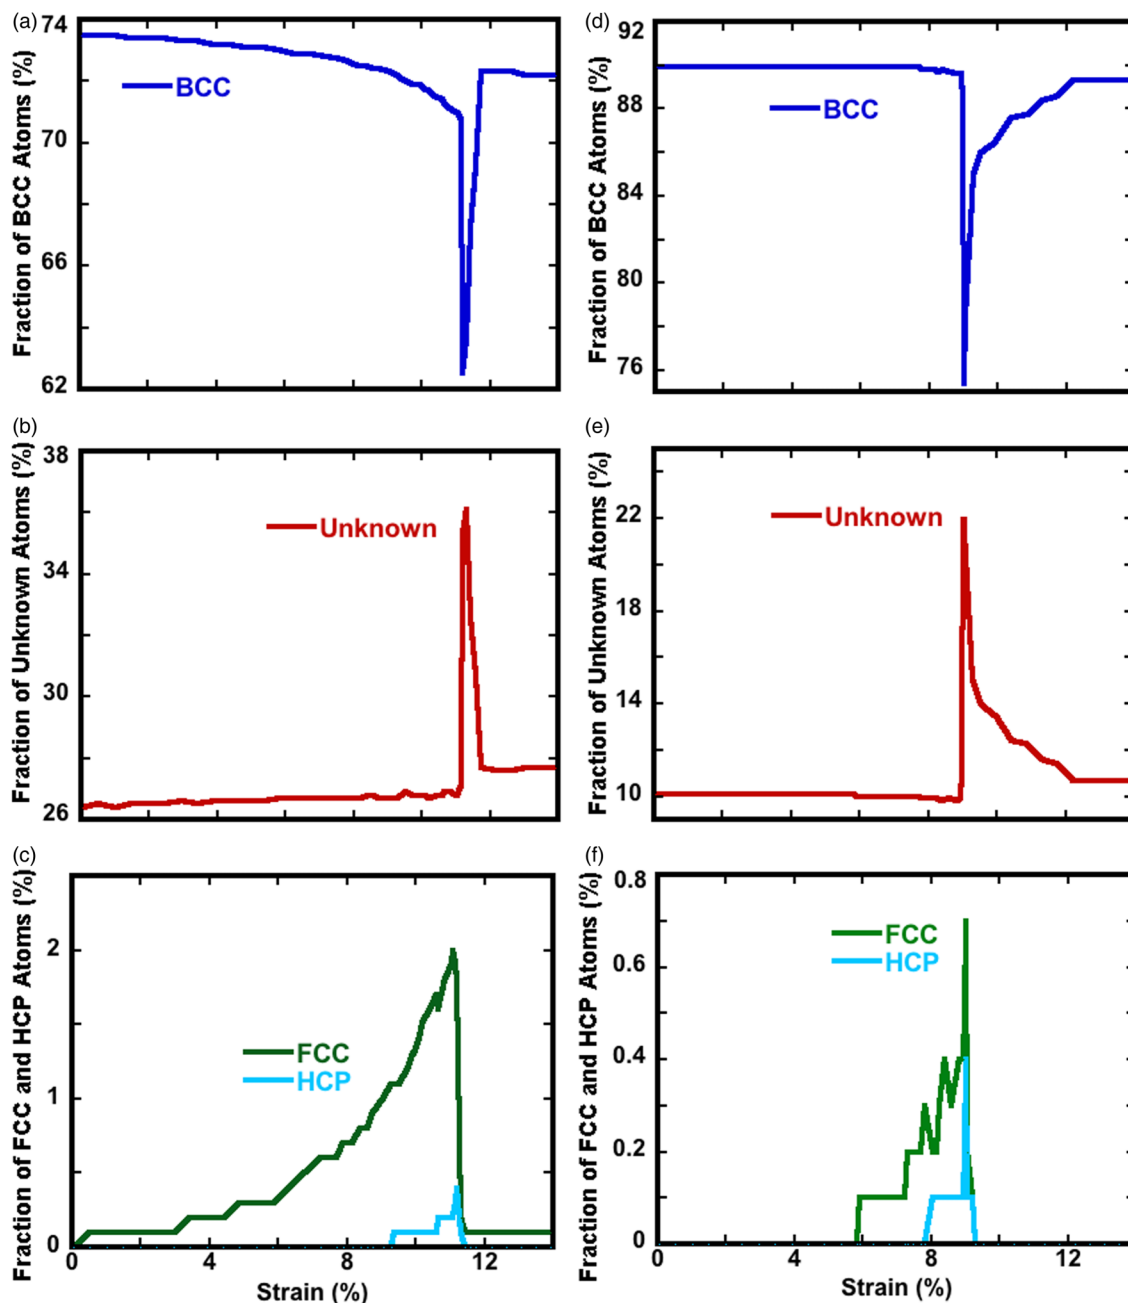 (a)
74
70
66
62
Fraction of BCC Atoms (%)
BCC
(d)
92
88
84
80
76
Fraction of BCC Atoms (%)
BCC
(b)
38
34
30
26
Fraction of Unknown Atoms (%)
Unknown
(e)
22
18
14
10
Fraction of Unknown Atoms (%)
Unknown
(c)
2
1
0
Fraction of FCC and HCP Atoms (%)
FCC
HCP
0 4 8 12
Strain (%)
(f)
0.8
0.6
0.4
0.2
0
Fraction of FCC and HCP Atoms (%)
FCC
HCP
0 4 8 12
Strain (%)